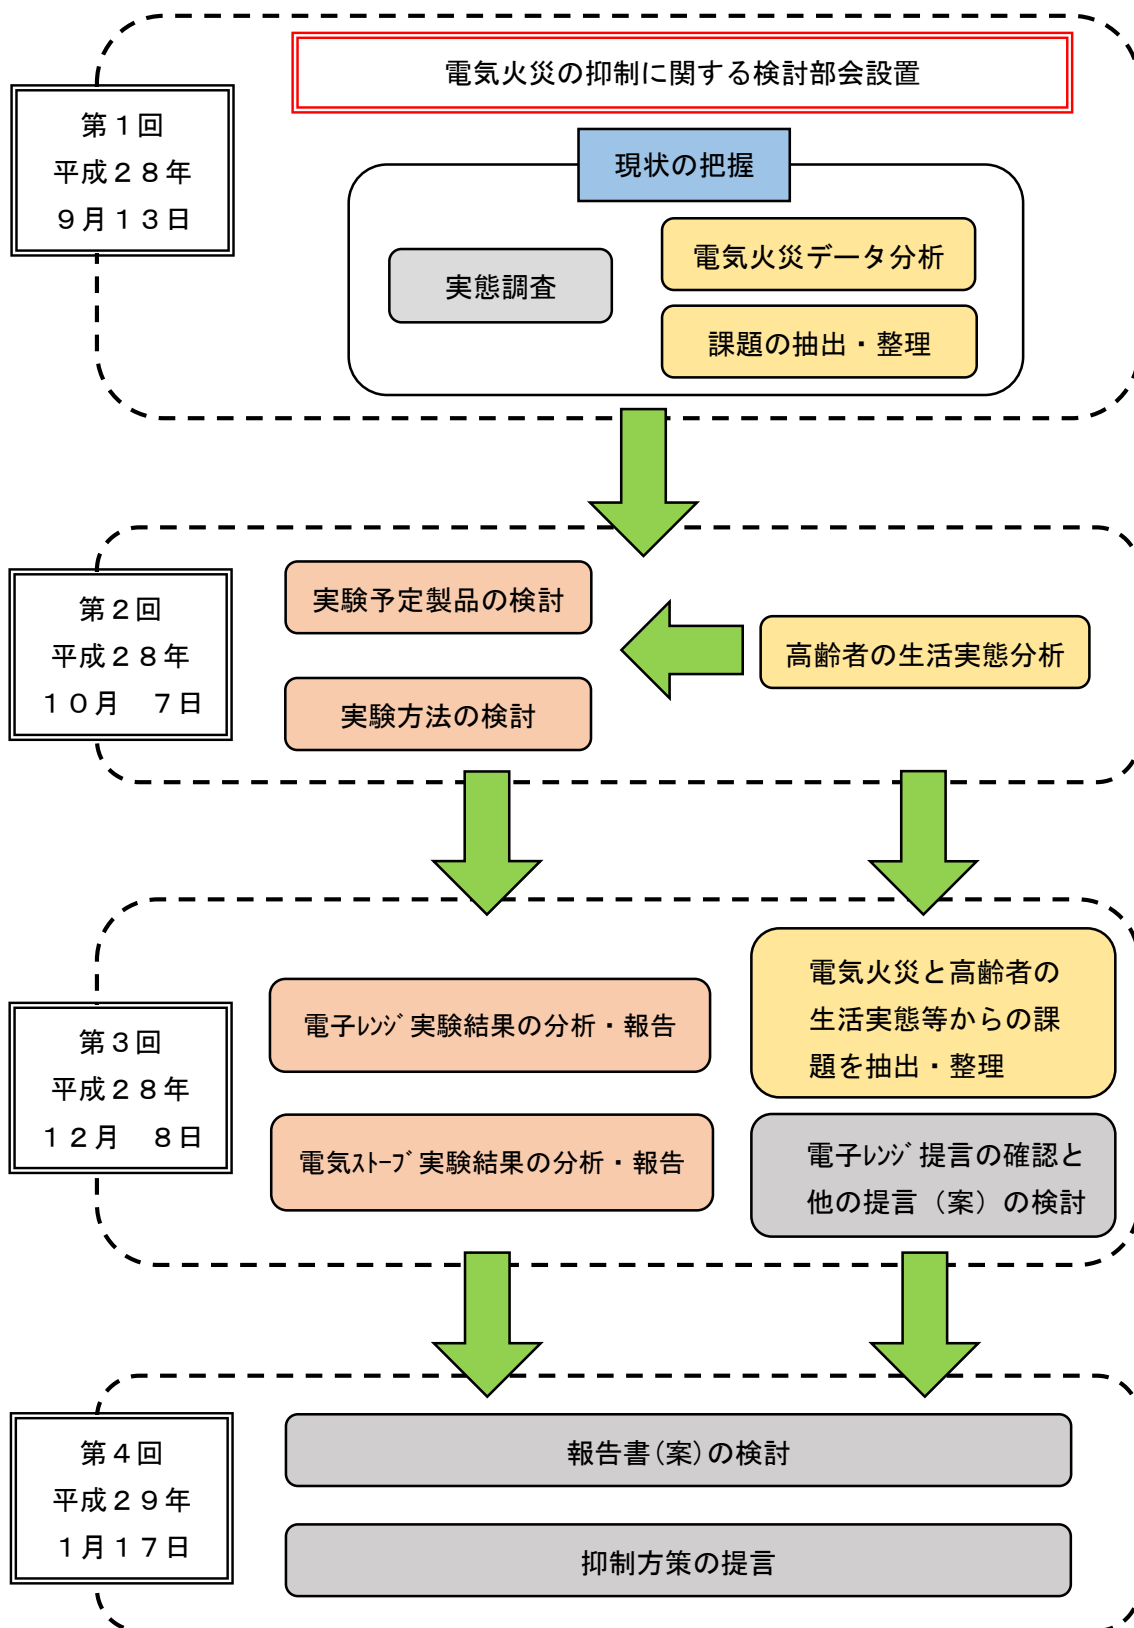 電気火災の抑制に関する検討部会設置
第１回
平成２８年
９月１３日
現状の把握
実態調査
電気火災データ分析
課題の抽出・整理
第２回
平成２８年
１０月　７日
実験予定製品の検討
実験方法の検討
高齢者の生活実態分析
第３回
平成２８年
１２月　８日
電子ﾚﾝｼﾞ実験結果の分析・報告
電気ｽﾄｰﾌﾞ実験結果の分析・報告
電気火災と高齢者の
生活実態等からの課
題を抽出・整理
電子ﾚﾝｼﾞ提言の確認と
他の提言（案）の検討
第４回
平成２９年
１月１７日
報告書(案)の検討
抑制方策の提言